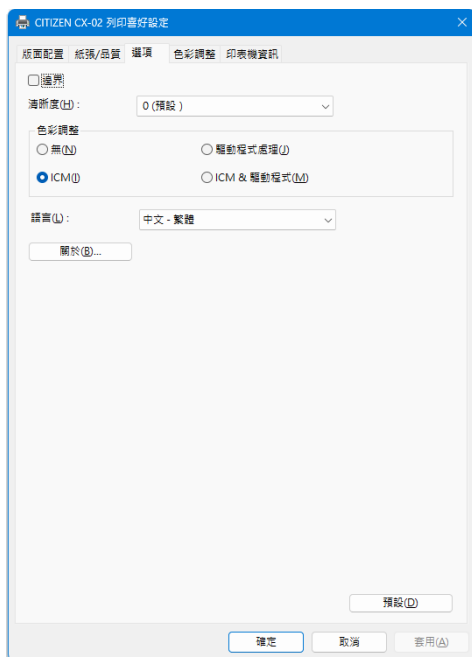 CITIZEN CX-02 列印喜好設定
版面配置 紙張/品質 選項 色彩調整 印表機資訊
邊界
清晰度(H)： 0 (預設 )
色彩調整
無(N) 驅動程式處理(J)
ICM(I) ICM & 驅動程式(M)
語言(L)： 中文 - 繁體
關於(B)...
預設(D)
確定 取消 套用(A)